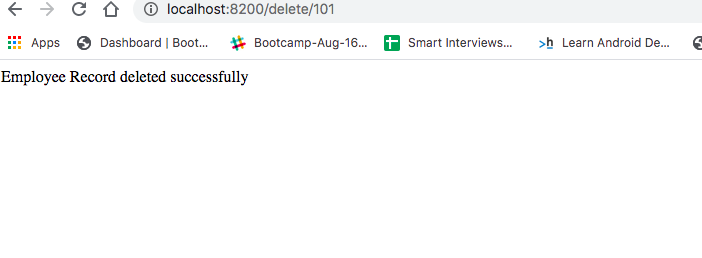 localhost:8200/delete/101
Apps Dashboard | Boot... Bootcamp-Aug-16... Smart Interviews... >h Learn Android De...
Employee Record deleted successfully